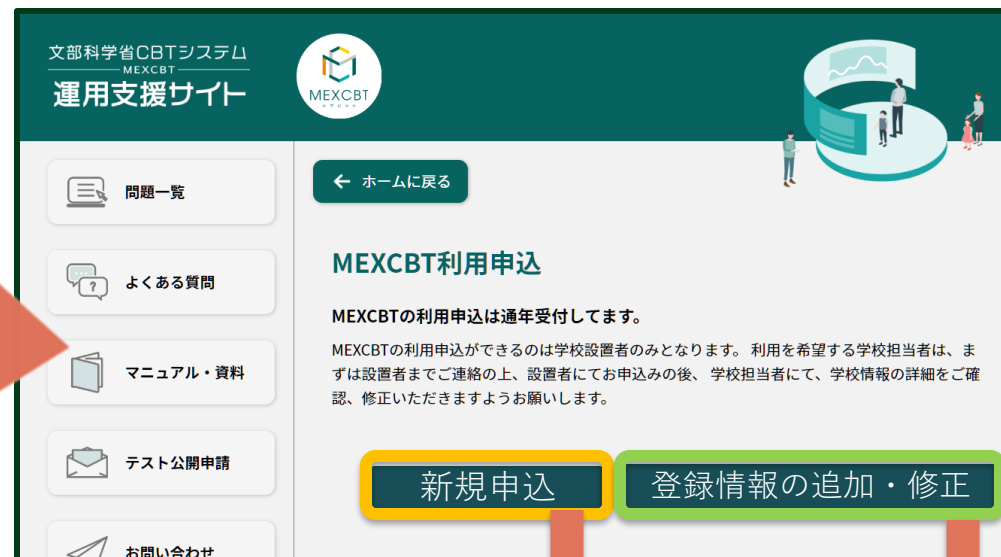 文部科学省CBTシステム
MEXCBT
運用支援サイト
MEXCBT
メクビット
問題一覧
よくある質問
マニュアル・資料
テスト公開申請
お問い合わせ
← ホームに戻る
MEXCBT利用申込
MEXCBTの利用申込は通年受付してます。
MEXCBTの利用申込ができるのは学校設置者のみとなります。 利用を希望する学校担当者は、ま
ずは設置者までご連絡の上、設置者にてお申込みの後、 学校担当者にて、学校情報の詳細をご確
認、修正いただきますようお願いします。
新規申込
登録情報の追加・修正